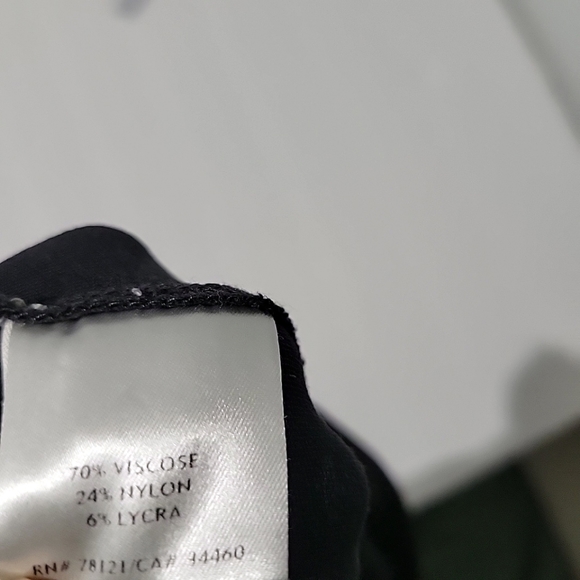 70% VISCOSE
24% NYLON
6% LYCRA
RN# 78121/CA# 34460